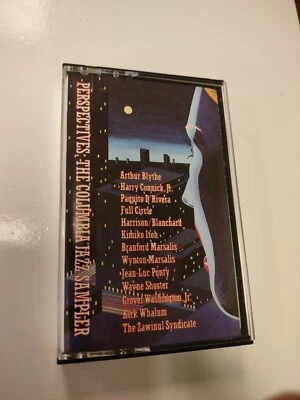 PERSPECTIVES: THE COLUMBIA JAZZ SAMPLER
Arthur Blythe
Harry Connick, Jr.
Paquito D'Rivera
Full Circle
Harrison/Blanchard
Kimiko Itoh
Branford Marsalis
Wynton Marsalis
Jean-Luc Ponty
Wayne Shorter
Grover Washington, Jr.
Kirk Whalum
The Zawinul Syndicate